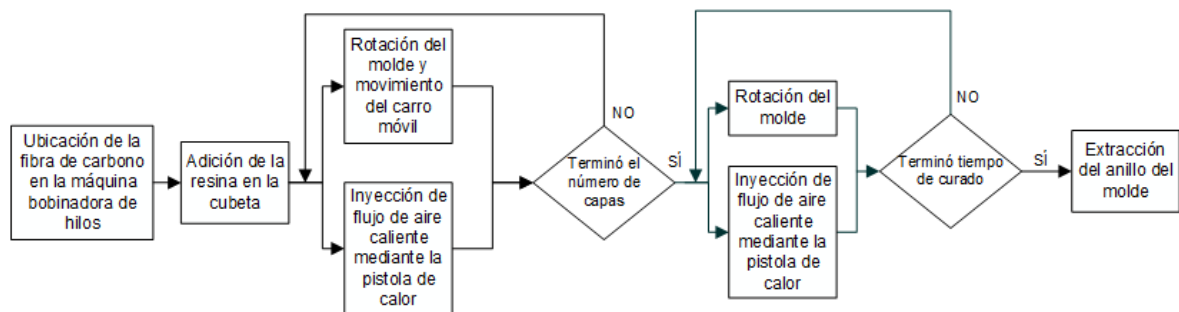 Ubicación de la
fibra de carbono
en la máquina
bobinadora de
hilos
Adición de la
resina en la
cubeta
Rotación del
molde y
movimiento
del carro
móvil
Inyección de
flujo de aire
caliente
mediante la
pistola de
calor
NO
Terminó el
número de
capas
SÍ
Rotación del
molde
Inyección de
flujo de aire
caliente
mediante la
pistola de
calor
NO
Terminó tiempo
de curado
SÍ
Extracción
del anillo del
molde